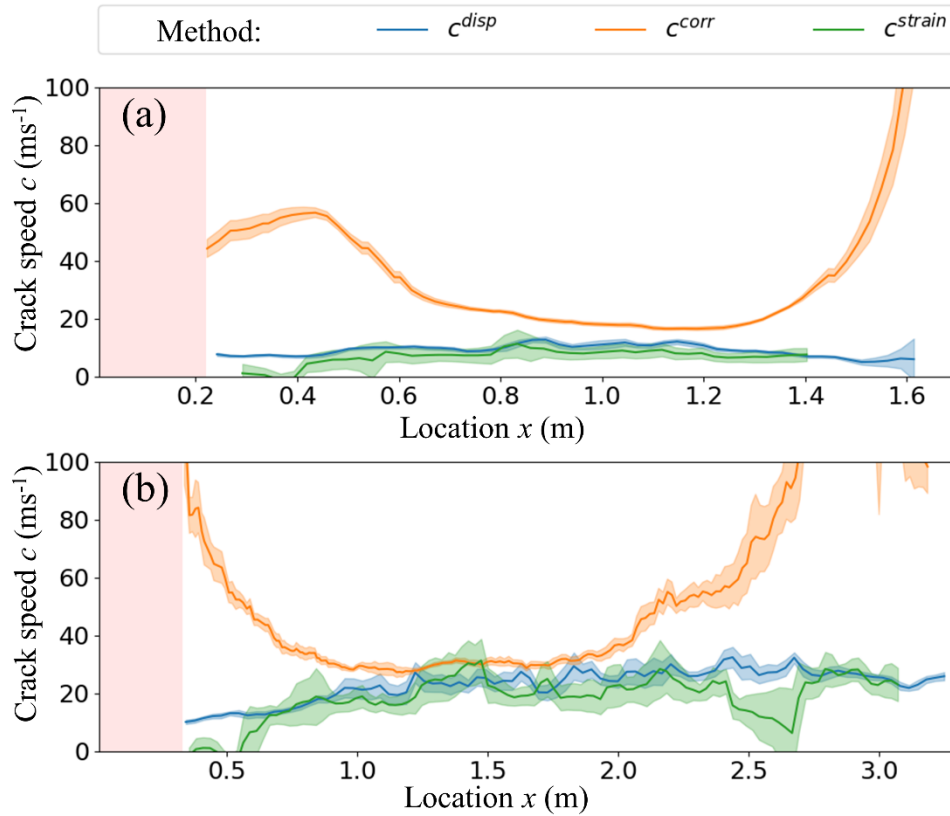 Method: c^disp c^corr c^strain
(a)
Crack speed c (ms⁻¹)
100
80
60
40
20
0
0.2 0.4 0.6 0.8 1.0 1.2 1.4 1.6
Location x (m)
(b)
Crack speed c (ms⁻¹)
100
80
60
40
20
0
0.5 1.0 1.5 2.0 2.5 3.0
Location x (m)